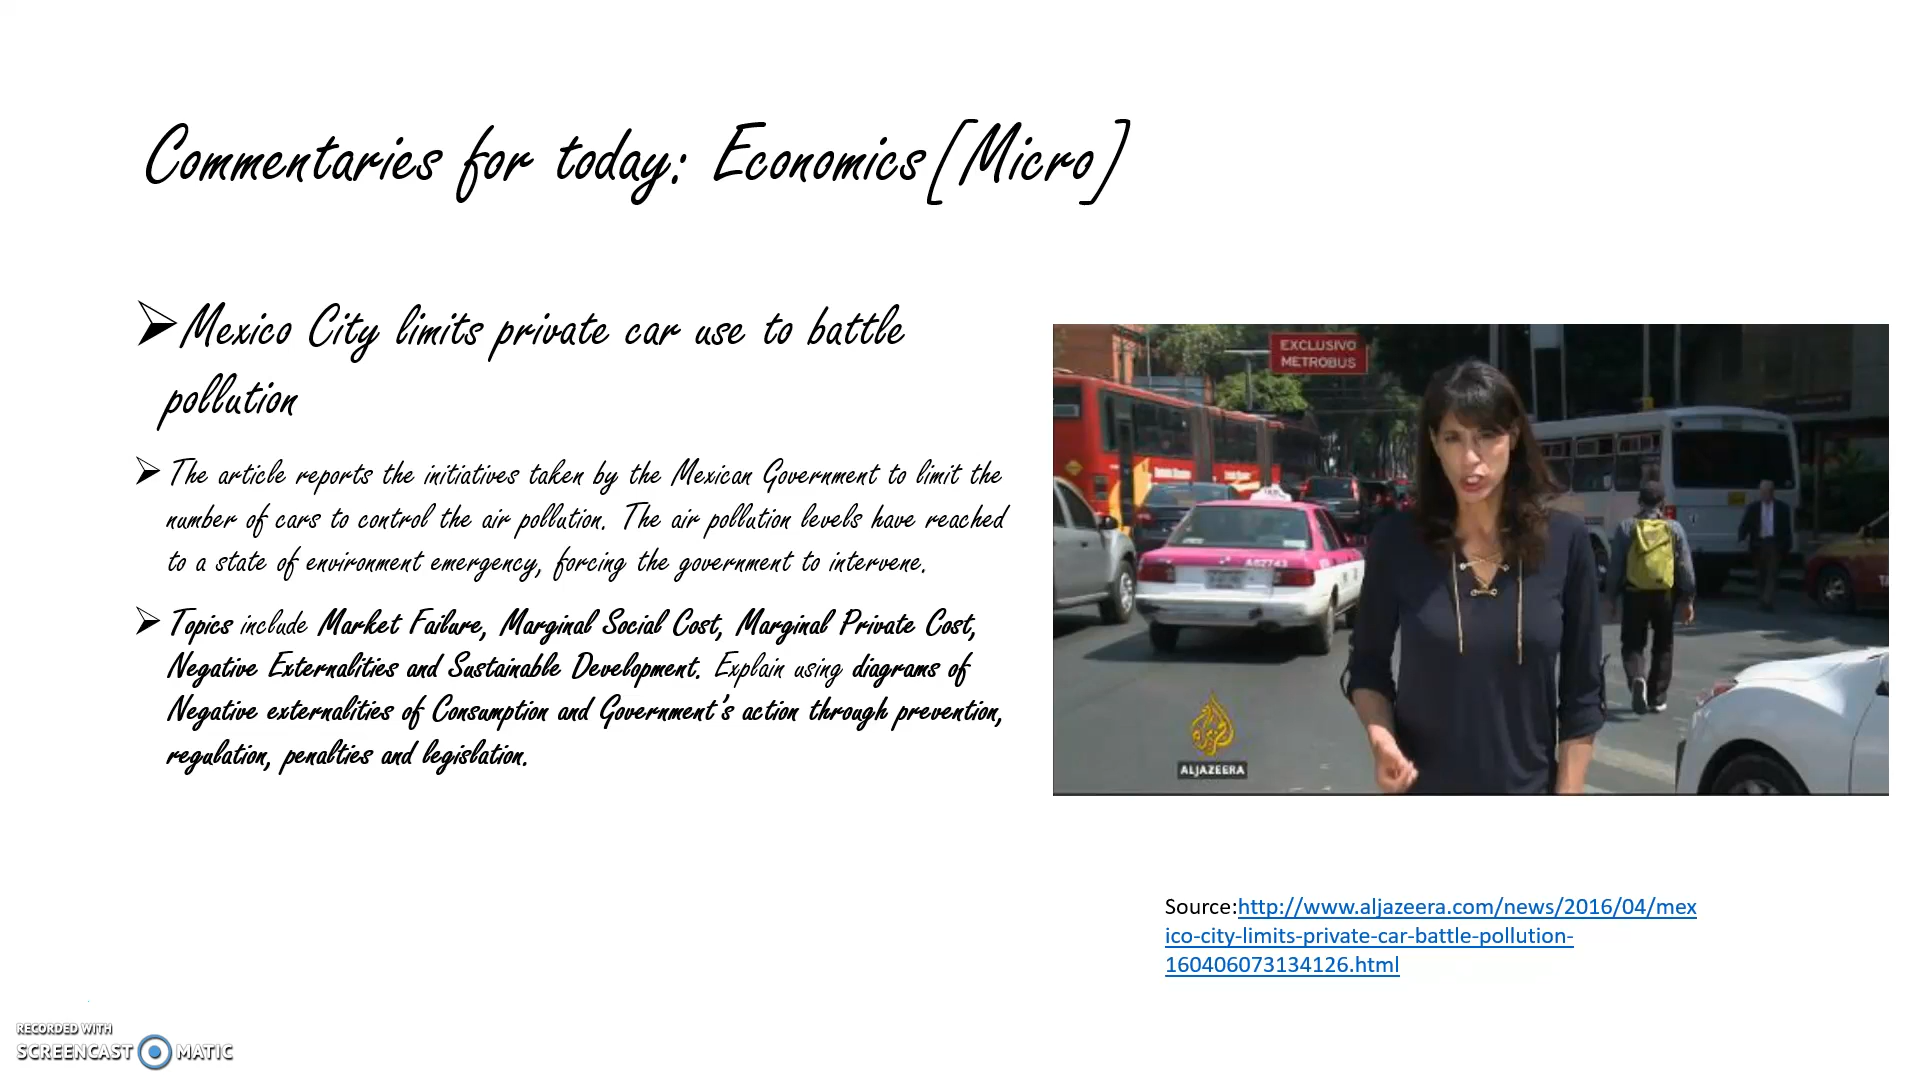 Commentaries for today: Economics[Micro]
Mexico City limits private car use to battle
pollution
The article reports the initiatives taken by the Mexican Government to limit the
number of cars to control the air pollution. The air pollution levels have reached
to a state of environment emergency, forcing the government to intervene.
Topics include Market Failure, Marginal Social Cost, Marginal Private Cost,
Negative Externalities and Sustainable Development. Explain using diagrams of
Negative externalities of Consumption and Government's action through prevention,
regulation, penalties and legislation.
EXCLUSIVO
METROBUS
TAXI
A02743
ALJAZEERA
Source:http://www.aljazeera.com/news/2016/04/mex
ico-city-limits-private-car-battle-pollution-
160406073134126.html
RECORDED WITH
SCREENCAST MATIC